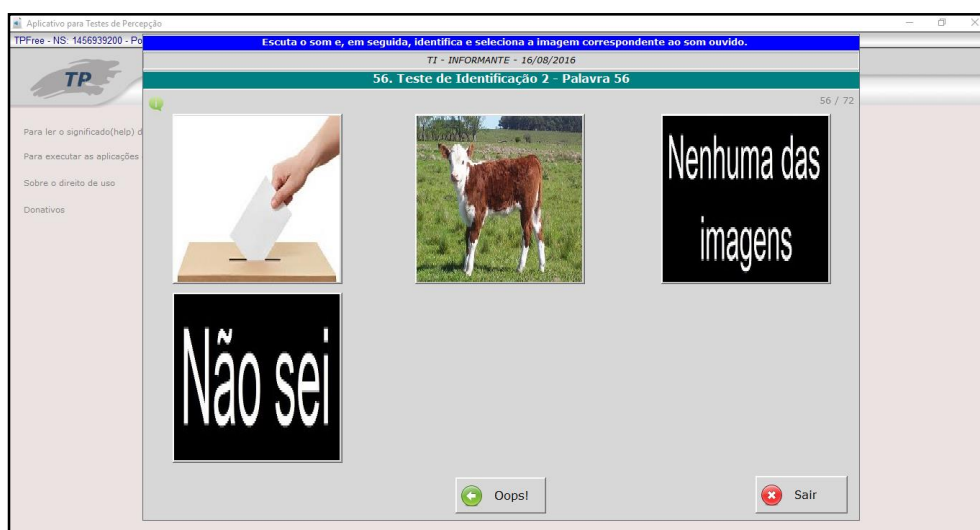 Aplicativo para Testes de Percepção
TPFree - NS: 1456939200 - Po
Escuta o som e, em seguida, identifica e seleciona a imagem correspondente ao som ouvido.
TI - INFORMANTE - 16/08/2016
56. Teste de Identificação 2 - Palavra 56
TP
56 / 72
Para ler o significado(help) d
Para executar as aplicações
Sobre o direito de uso
Donativos
Nenhuma das
imagens
Não sei
Oops!
Sair